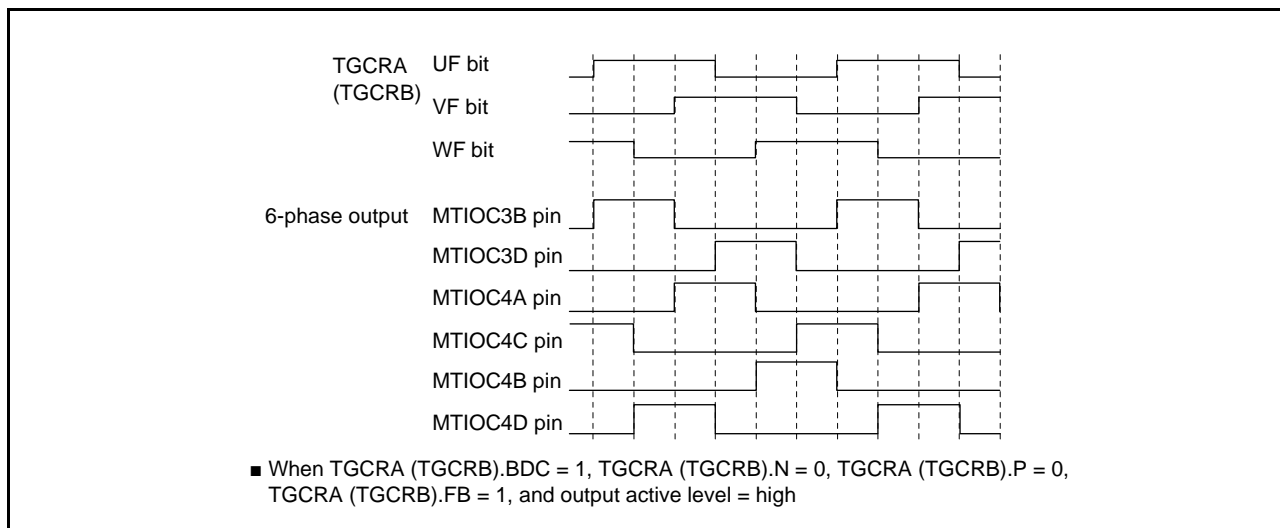 TGCRA UF bit
(TGCRB)
VF bit
WF bit
6-phase output MTIOC3B pin
MTIOC3D pin
MTIOC4A pin
MTIOC4C pin
MTIOC4B pin
MTIOC4D pin
■ When TGCRA (TGCRB).BDC = 1, TGCRA (TGCRB).N = 0, TGCRA (TGCRB).P = 0,
TGCRA (TGCRB).FB = 1, and output active level = high